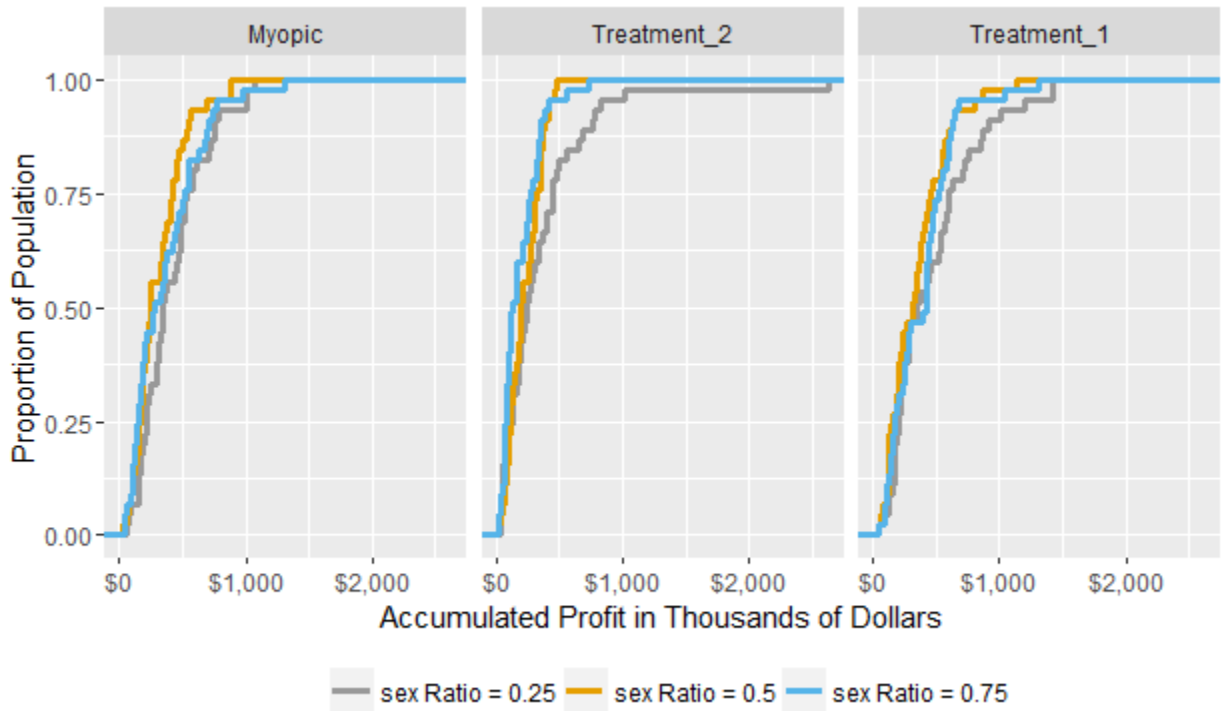 Myopic Treatment_2 Treatment_1
1.00
0.75
0.50
0.25
0.00
Proportion of Population
$0 $1,000 $2,000 $0 $1,000 $2,000 $0 $1,000 $2,000
Accumulated Profit in Thousands of Dollars
sex Ratio = 0.25 sex Ratio = 0.5 sex Ratio = 0.75